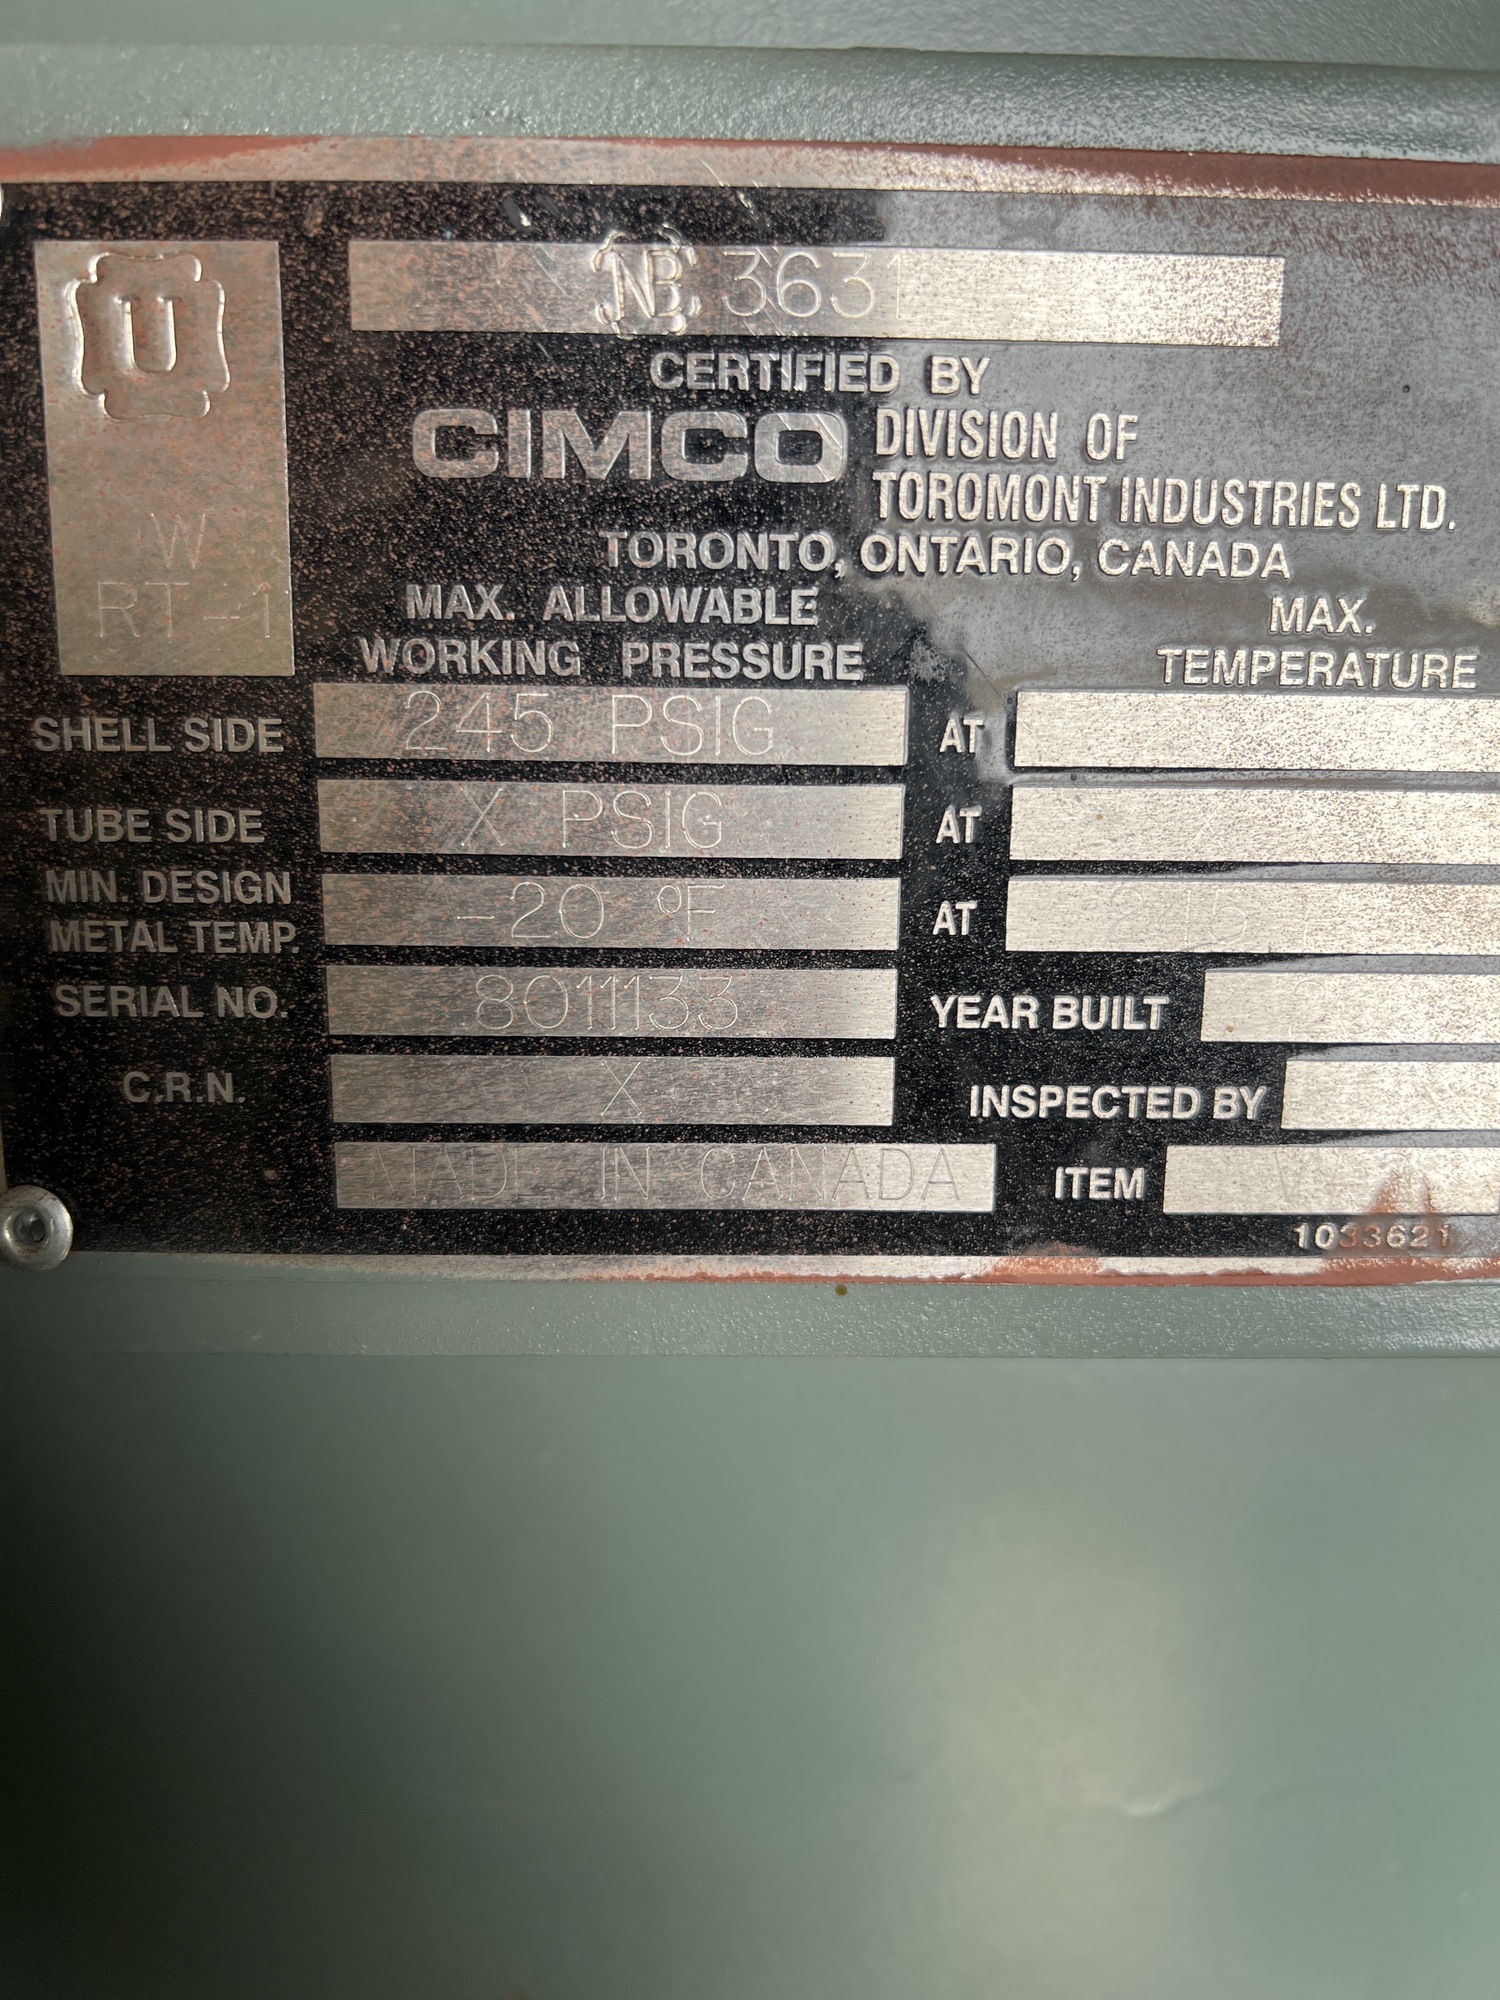 U
NB 3631
CERTIFIED BY
CIMCO DIVISION OF
TOROMONT INDUSTRIES LTD.
TORONTO, ONTARIO, CANADA
W
RT-1
MAX. ALLOWABLE
WORKING PRESSURE
MAX.
TEMPERATURE
SHELL SIDE 245 PSIG AT
TUBE SIDE X PSIG AT
MIN. DESIGN
METAL TEMP. -20 °F AT
SERIAL NO. 8011133 YEAR BUILT
C.R.N. X INSPECTED BY
MADE IN CANADA ITEM
1033621